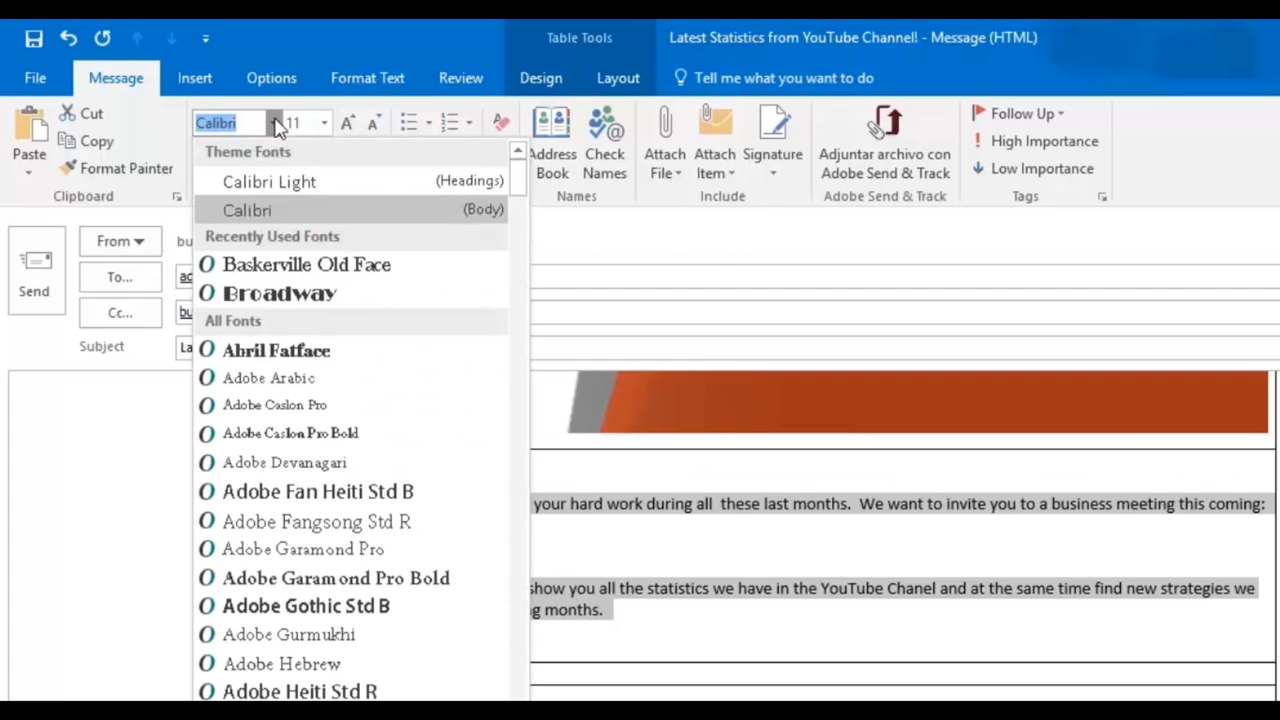 Table Tools
Latest Statistics from YouTube Channel! - Message (HTML)
File Message Insert Options Format Text Review Design Layout Tell me what you want to do
Cut
Copy
Format Painter
Paste
Clipboard
Calibri 11
Address Book
Check Names
Names
Attach File
Attach Item
Signature
Include
Adjuntar archivo con Adobe Send & Track
Adobe Send & Track
Follow Up
High Importance
Low Importance
Tags
Theme Fonts
Calibri Light (Headings)
Calibri (Body)
Recently Used Fonts
Baskerville Old Face
Broadway
All Fonts
Abril Fatface
Adobe Arabic
Adobe Caslon Pro
Adobe Caslon Pro Bold
Adobe Devanagari
Adobe Fan Heiti Std B
Adobe Fangsong Std R
Adobe Garamond Pro
Adobe Garamond Pro Bold
Adobe Gothic Std B
Adobe Gurmukhi
Adobe Hebrew
Adobe Heiti Std R
Send
From
To...
Cc...
Subject
your hard work during all these last months. We want to invite you to a business meeting this coming:
show you all the statistics we have in the YouTube Chanel and at the same time find new strategies we
months.